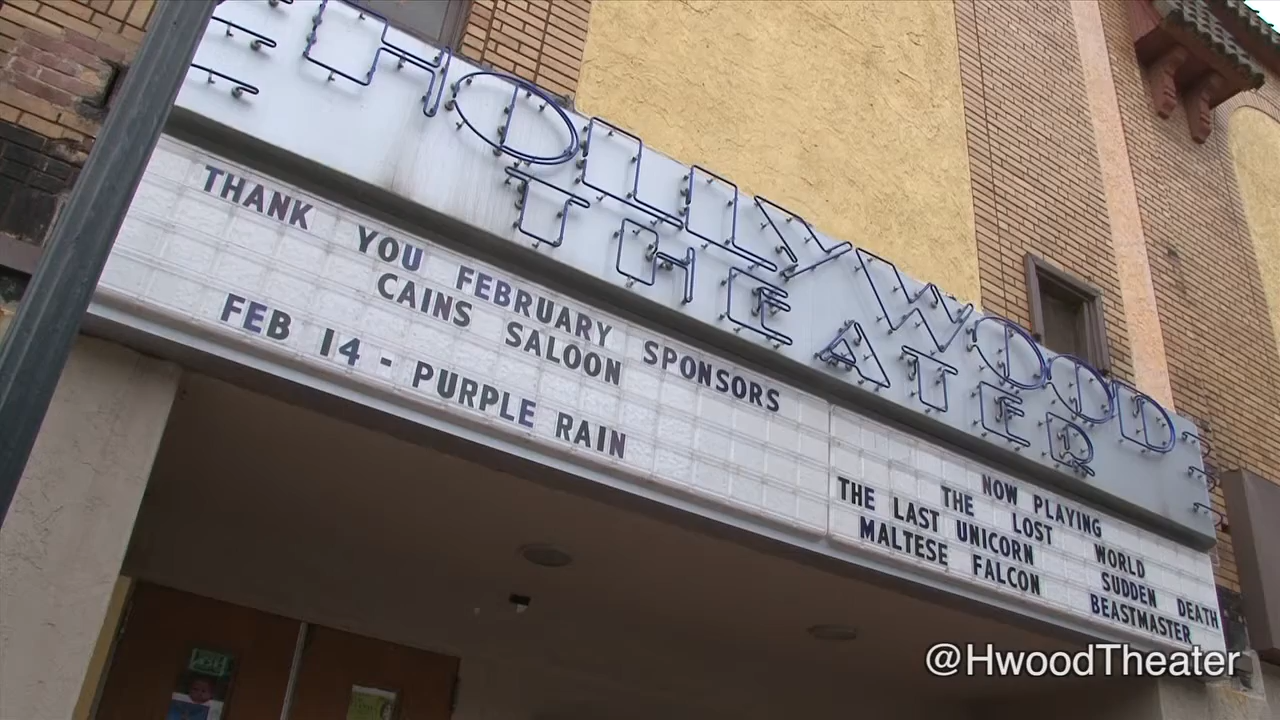 THE HOLLYWOOD
THEATER
THANK YOU FEBRUARY SPONSORS
CAINS SALOON
FEB 14 - PURPLE RAIN
NOW PLAYING
THE LOST WORLD
THE LAST UNICORN SUDDEN DEATH
MALTESE FALCON BEASTMASTER
@HwoodTheater